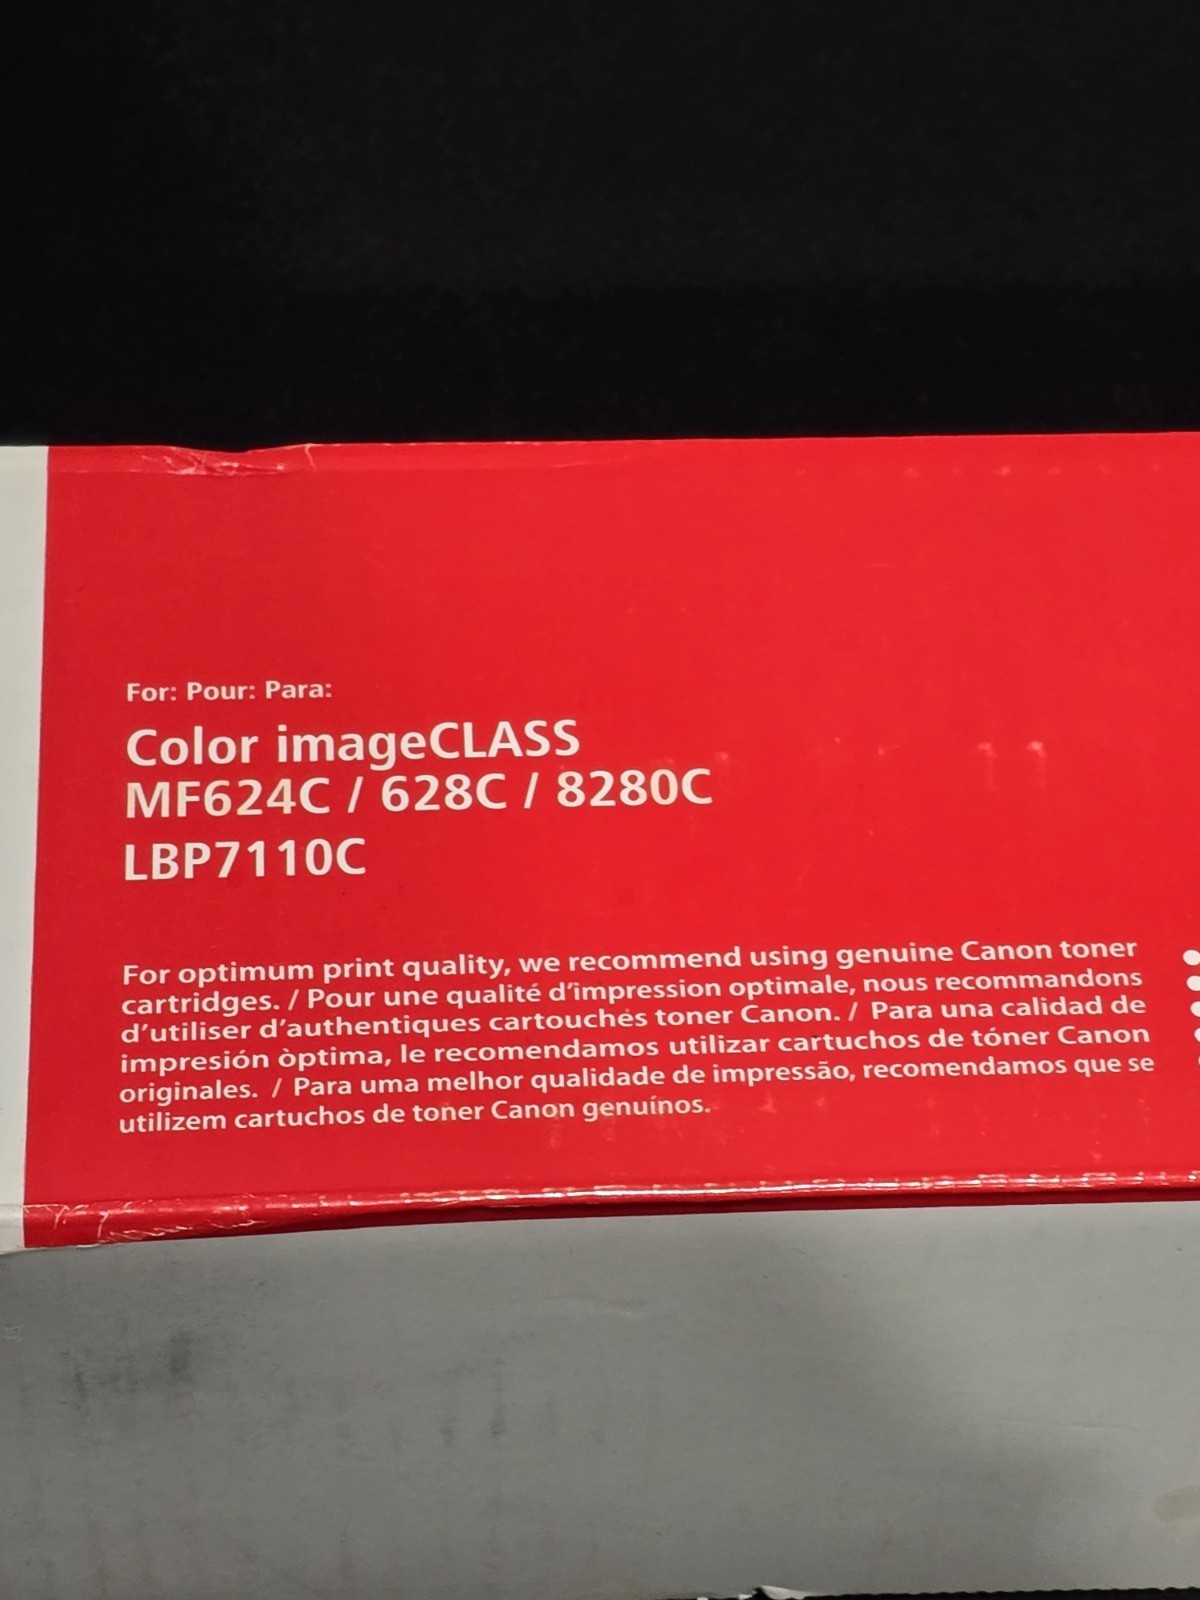 For: Pour: Para:
Color imageCLASS
MF624C / 628C / 8280C
LBP7110C
For optimum print quality, we recommend using genuine Canon toner
cartridges. / Pour une qualité d'impression optimale, nous recommandons
d'utiliser d'authentiques cartouches toner Canon. / Para una calidad de
impresión òptima, le recomendamos utilizar cartuchos de tóner Canon
originales. / Para uma melhor qualidade de impressão, recomendamos que se
utilizem cartuchos de toner Canon genuínos.